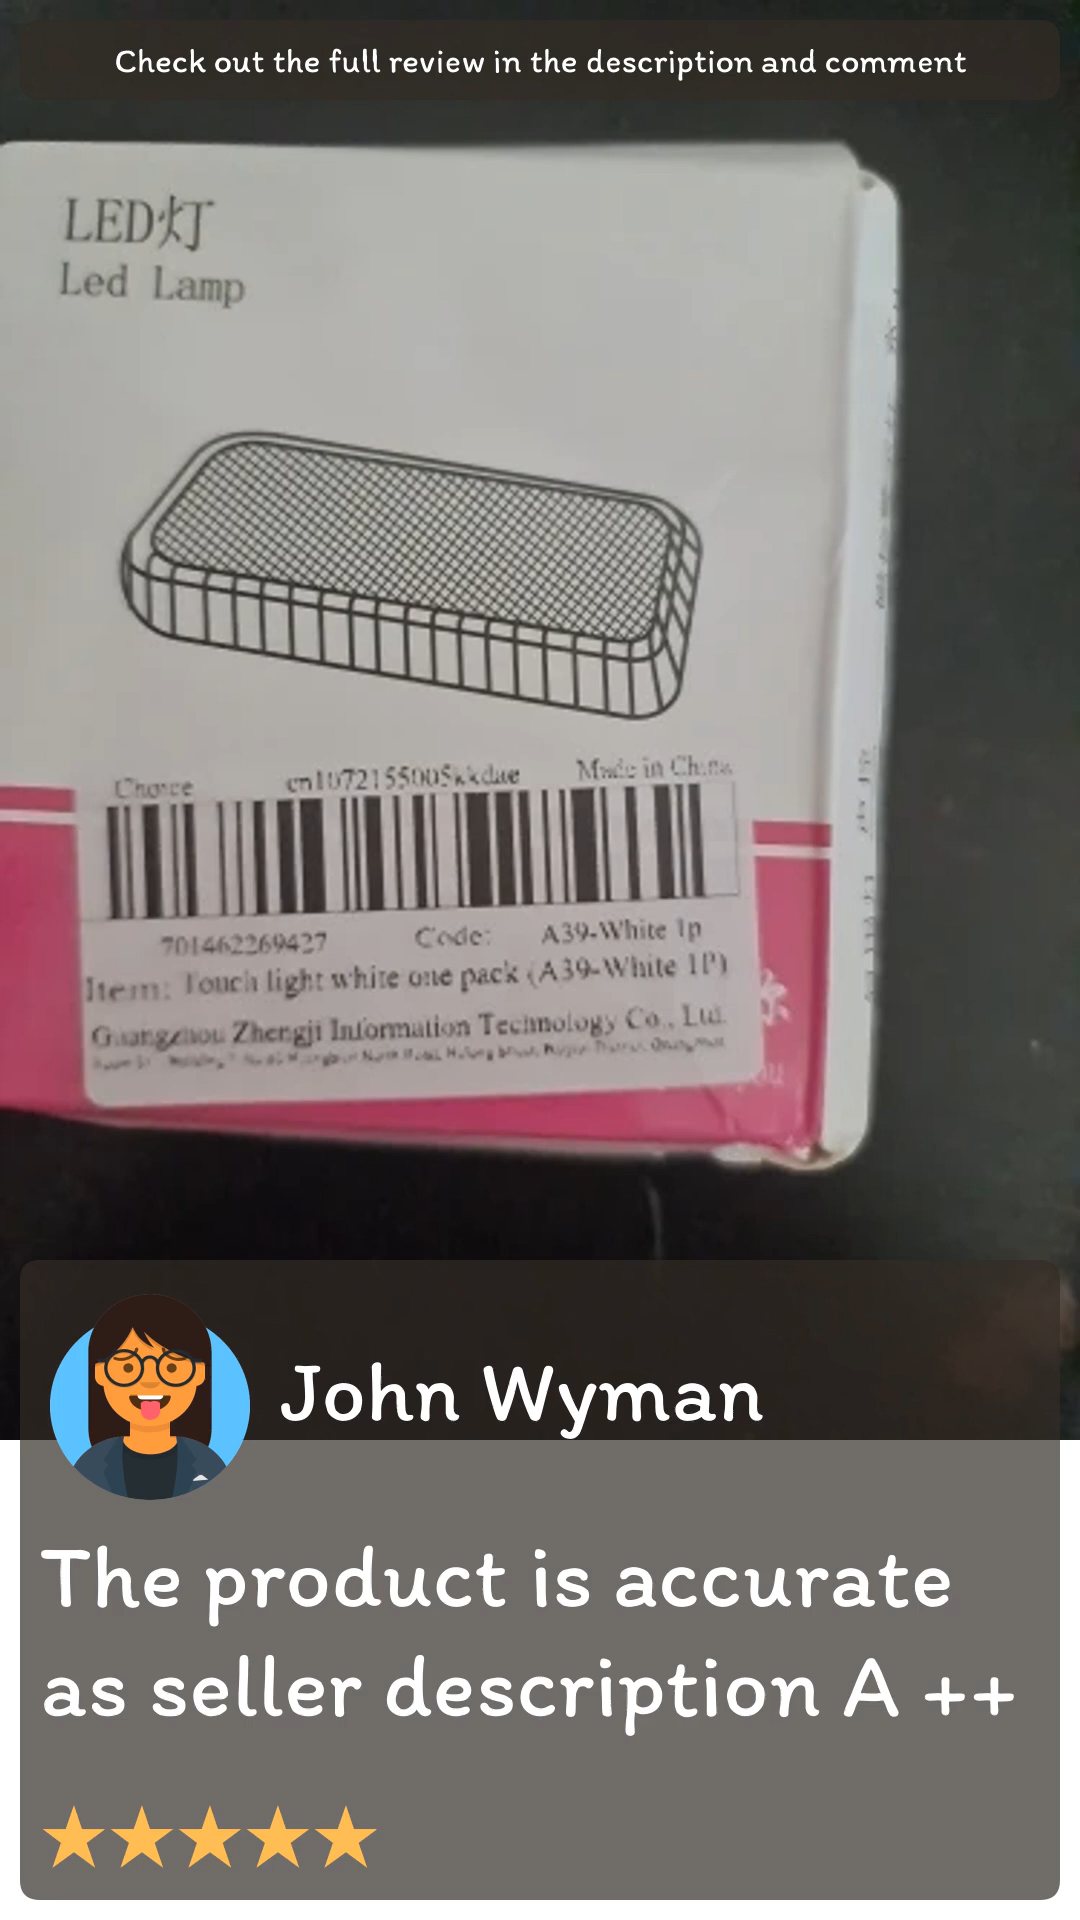 Check out the full review in the description and comment
LED灯
Led Lamp
Choice
Made in China
701462269427 Code: A39-White 1p
Item: Touch light white one pack (A39-White 1P)
Guangzhou Zhengji Information Technology Co., Ltd.
John Wyman
The product is accurate
as seller description A ++